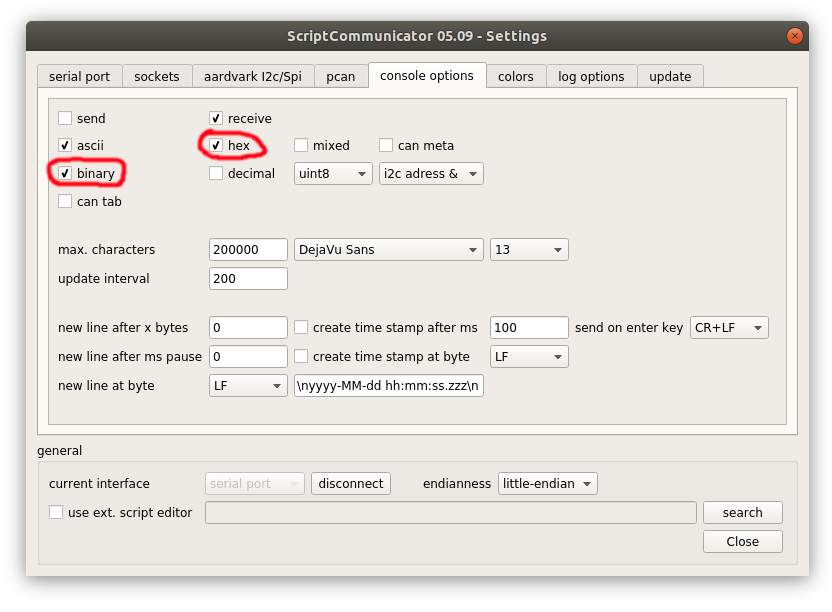 ScriptCommunicator 05.09 - Settings
serial port sockets aardvark I2c/Spi pcan console options colors log options update
send receive
ascii hex mixed can meta
binary decimal uint8 i2c adress &
can tab
max. characters 200000 DejaVu Sans 13
update interval 200
new line after x bytes 0 create time stamp after ms 100 send on enter key CR+LF
new line after ms pause 0 create time stamp at byte LF
new line at byte LF \nyyyy-MM-dd hh:mm:ss.zzz\n
general
current interface serial port disconnect endianness little-endian
use ext. script editor search
Close